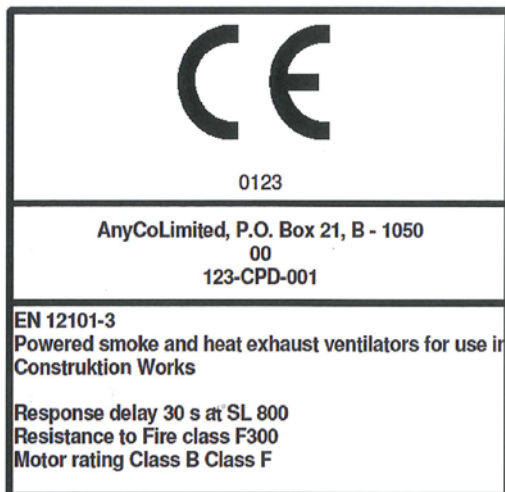 CE
0123
AnyCoLimited, P.O. Box 21, B - 1050
00
123-CPD-001
EN 12101-3
Powered smoke and heat exhaust ventilators for use in
Construktion Works
Response delay 30 s at SL 800
Resistance to Fire class F300
Motor rating Class B Class F